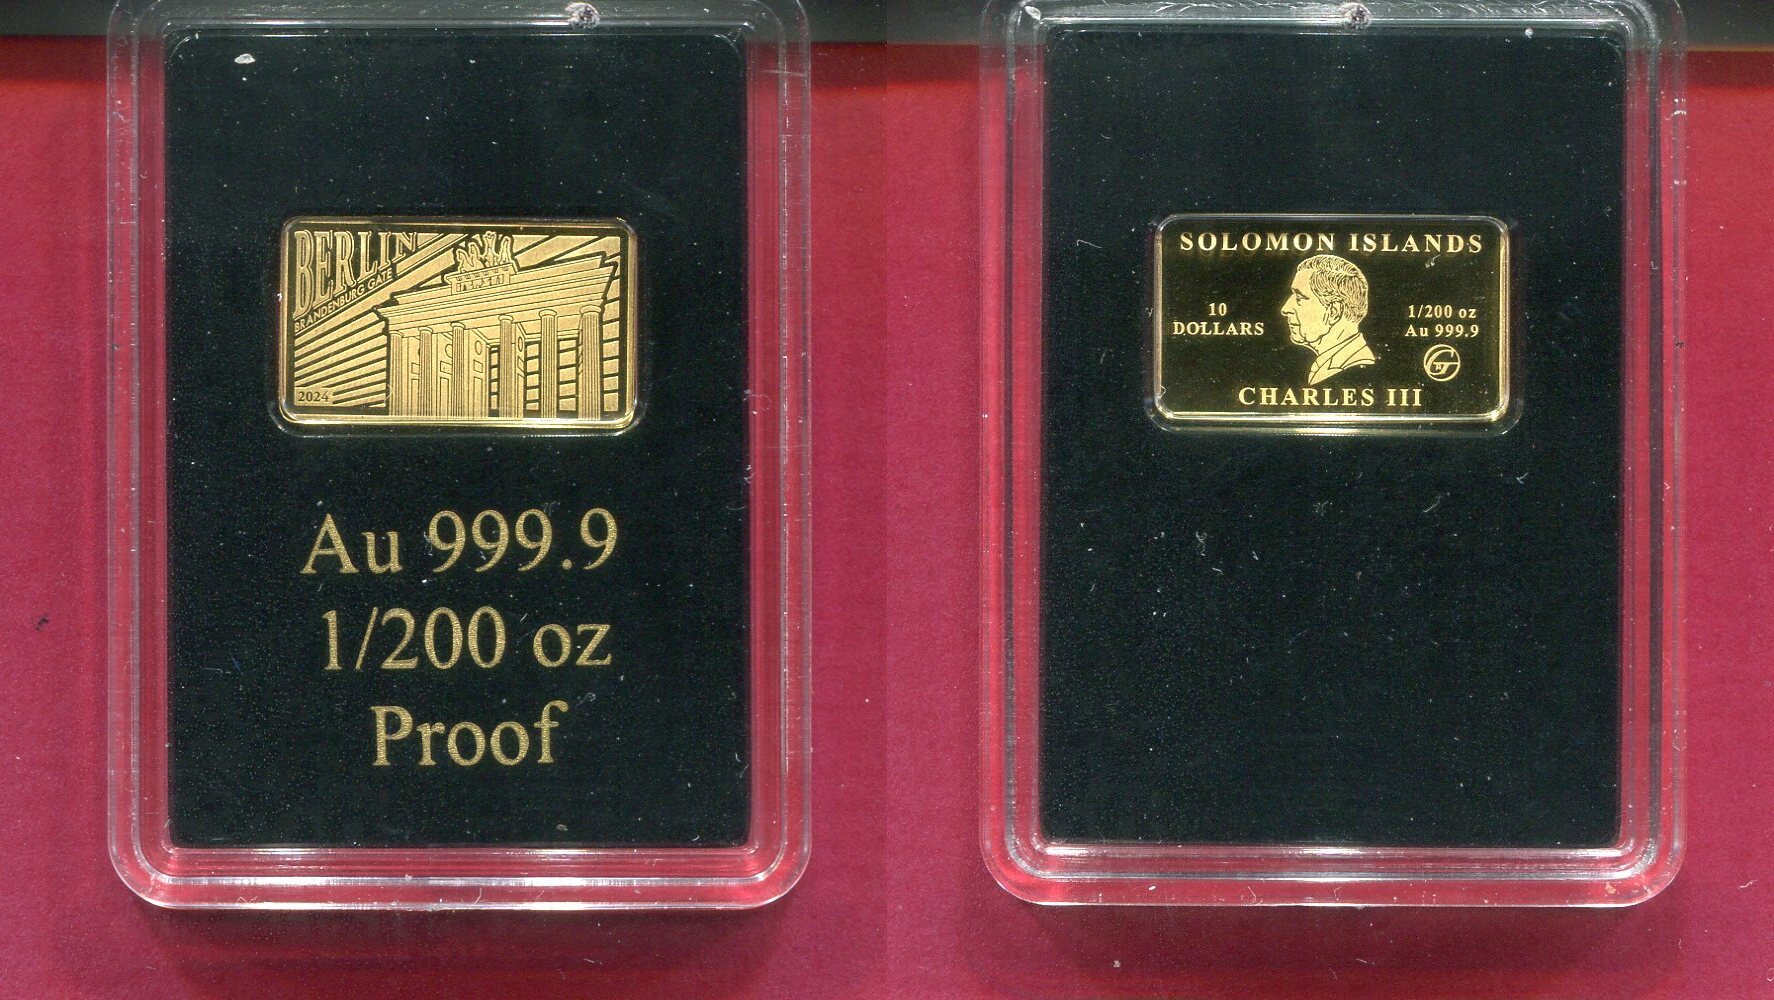 BERLIN
BRANDENBURG GATE
2024
Au 999.9
1/200 oz
Proof
SOLOMON ISLANDS
10
DOLLARS
1/200 oz
Au 999.9
CHARLES III